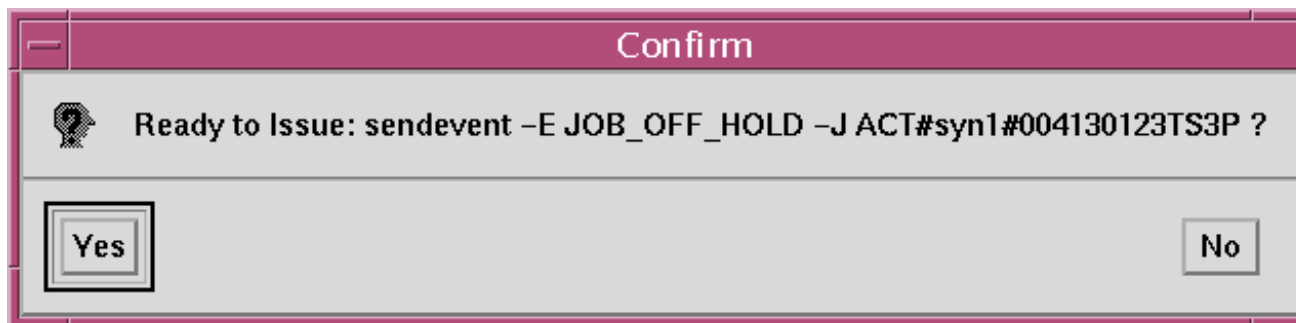 Confirm
Ready to Issue: sendevent –E JOB_OFF_HOLD –J ACT#syn1#004130123TS3P ?
Yes
No